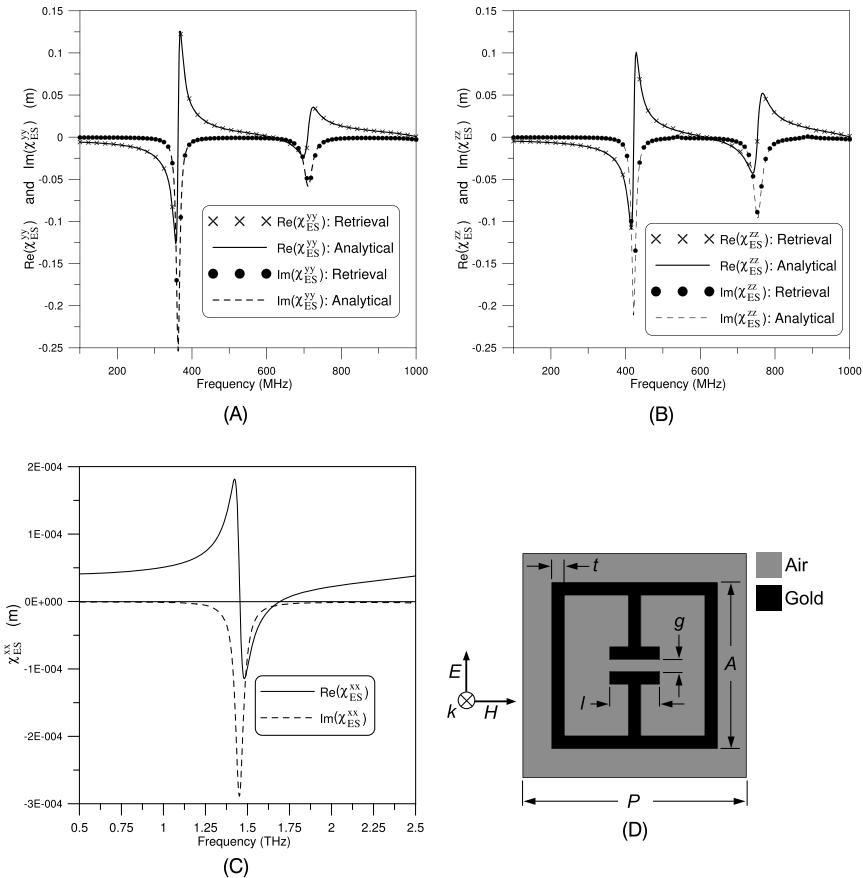 0.15
0.1
0.05
0
-0.05
-0.1
-0.15
-0.2
-0.25
Re(χ_ES^yy) and Im(χ_ES^yy) (m)
Re(χ_ES^yy): Retrieval
Re(χ_ES^yy): Analytical
Im(χ_ES^yy): Retrieval
Im(χ_ES^yy): Analytical
200 400 600 800 1000
Frequency (MHz)
(A)
0.15
0.1
0.05
0
-0.05
-0.1
-0.15
-0.2
-0.25
Re(χ_ES^zz) and Im(χ_ES^zz) (m)
Re(χ_ES^zz): Retrieval
Re(χ_ES^zz): Analytical
Im(χ_ES^zz): Retrieval
Im(χ_ES^zz): Analytical
200 400 600 800 1000
Frequency (MHz)
(B)
2E-004
1E-004
0E+000
-1E-004
-2E-004
-3E-004
χ_ES^xx (m)
Re(χ_ES^xx)
Im(χ_ES^xx)
0.5 0.75 1 1.25 1.5 1.75 2 2.25 2.5
Frequency (THz)
(C)
E
k H
t
g
A
l
P
Air
Gold
(D)